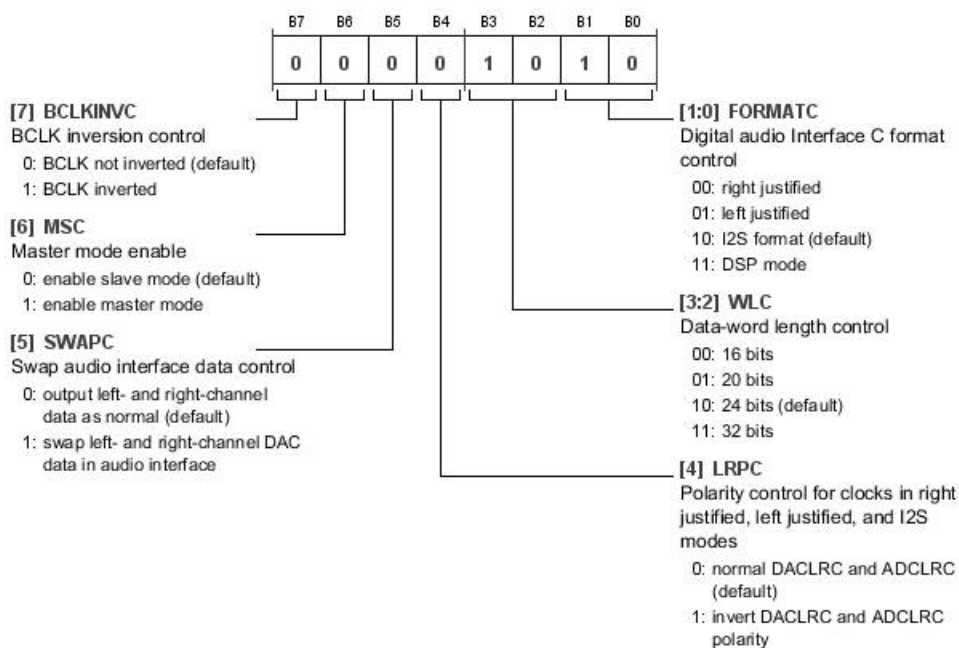 B7 B6 B5 B4 B3 B2 B1 B0
0 0 0 0 1 0 1 0
[7] BCLKINVC
BCLK inversion control
0: BCLK not inverted (default)
1: BCLK inverted
[6] MSC
Master mode enable
0: enable slave mode (default)
1: enable master mode
[5] SWAPC
Swap audio interface data control
0: output left- and right-channel
data as normal (default)
1: swap left- and right-channel DAC
data in audio interface
[1:0] FORMATC
Digital audio Interface C format
control
00: right justified
01: left justified
10: I2S format (default)
11: DSP mode
[3:2] WLC
Data-word length control
00: 16 bits
01: 20 bits
10: 24 bits (default)
11: 32 bits
[4] LRPC
Polarity control for clocks in right
justified, left justified, and I2S
modes
0: normal DACLRC and ADCLRC
(default)
1: invert DACLRC and ADCLRC
polarity